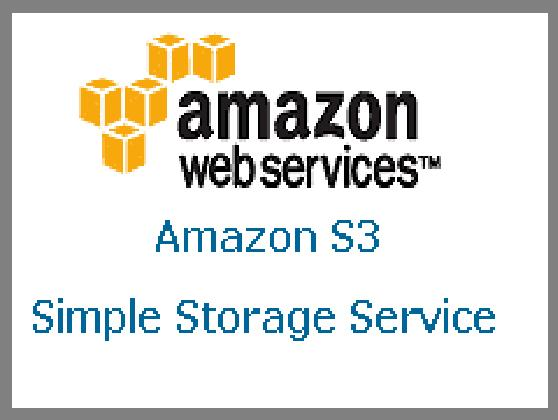 amazon
webservices™
Amazon S3
Simple Storage Service